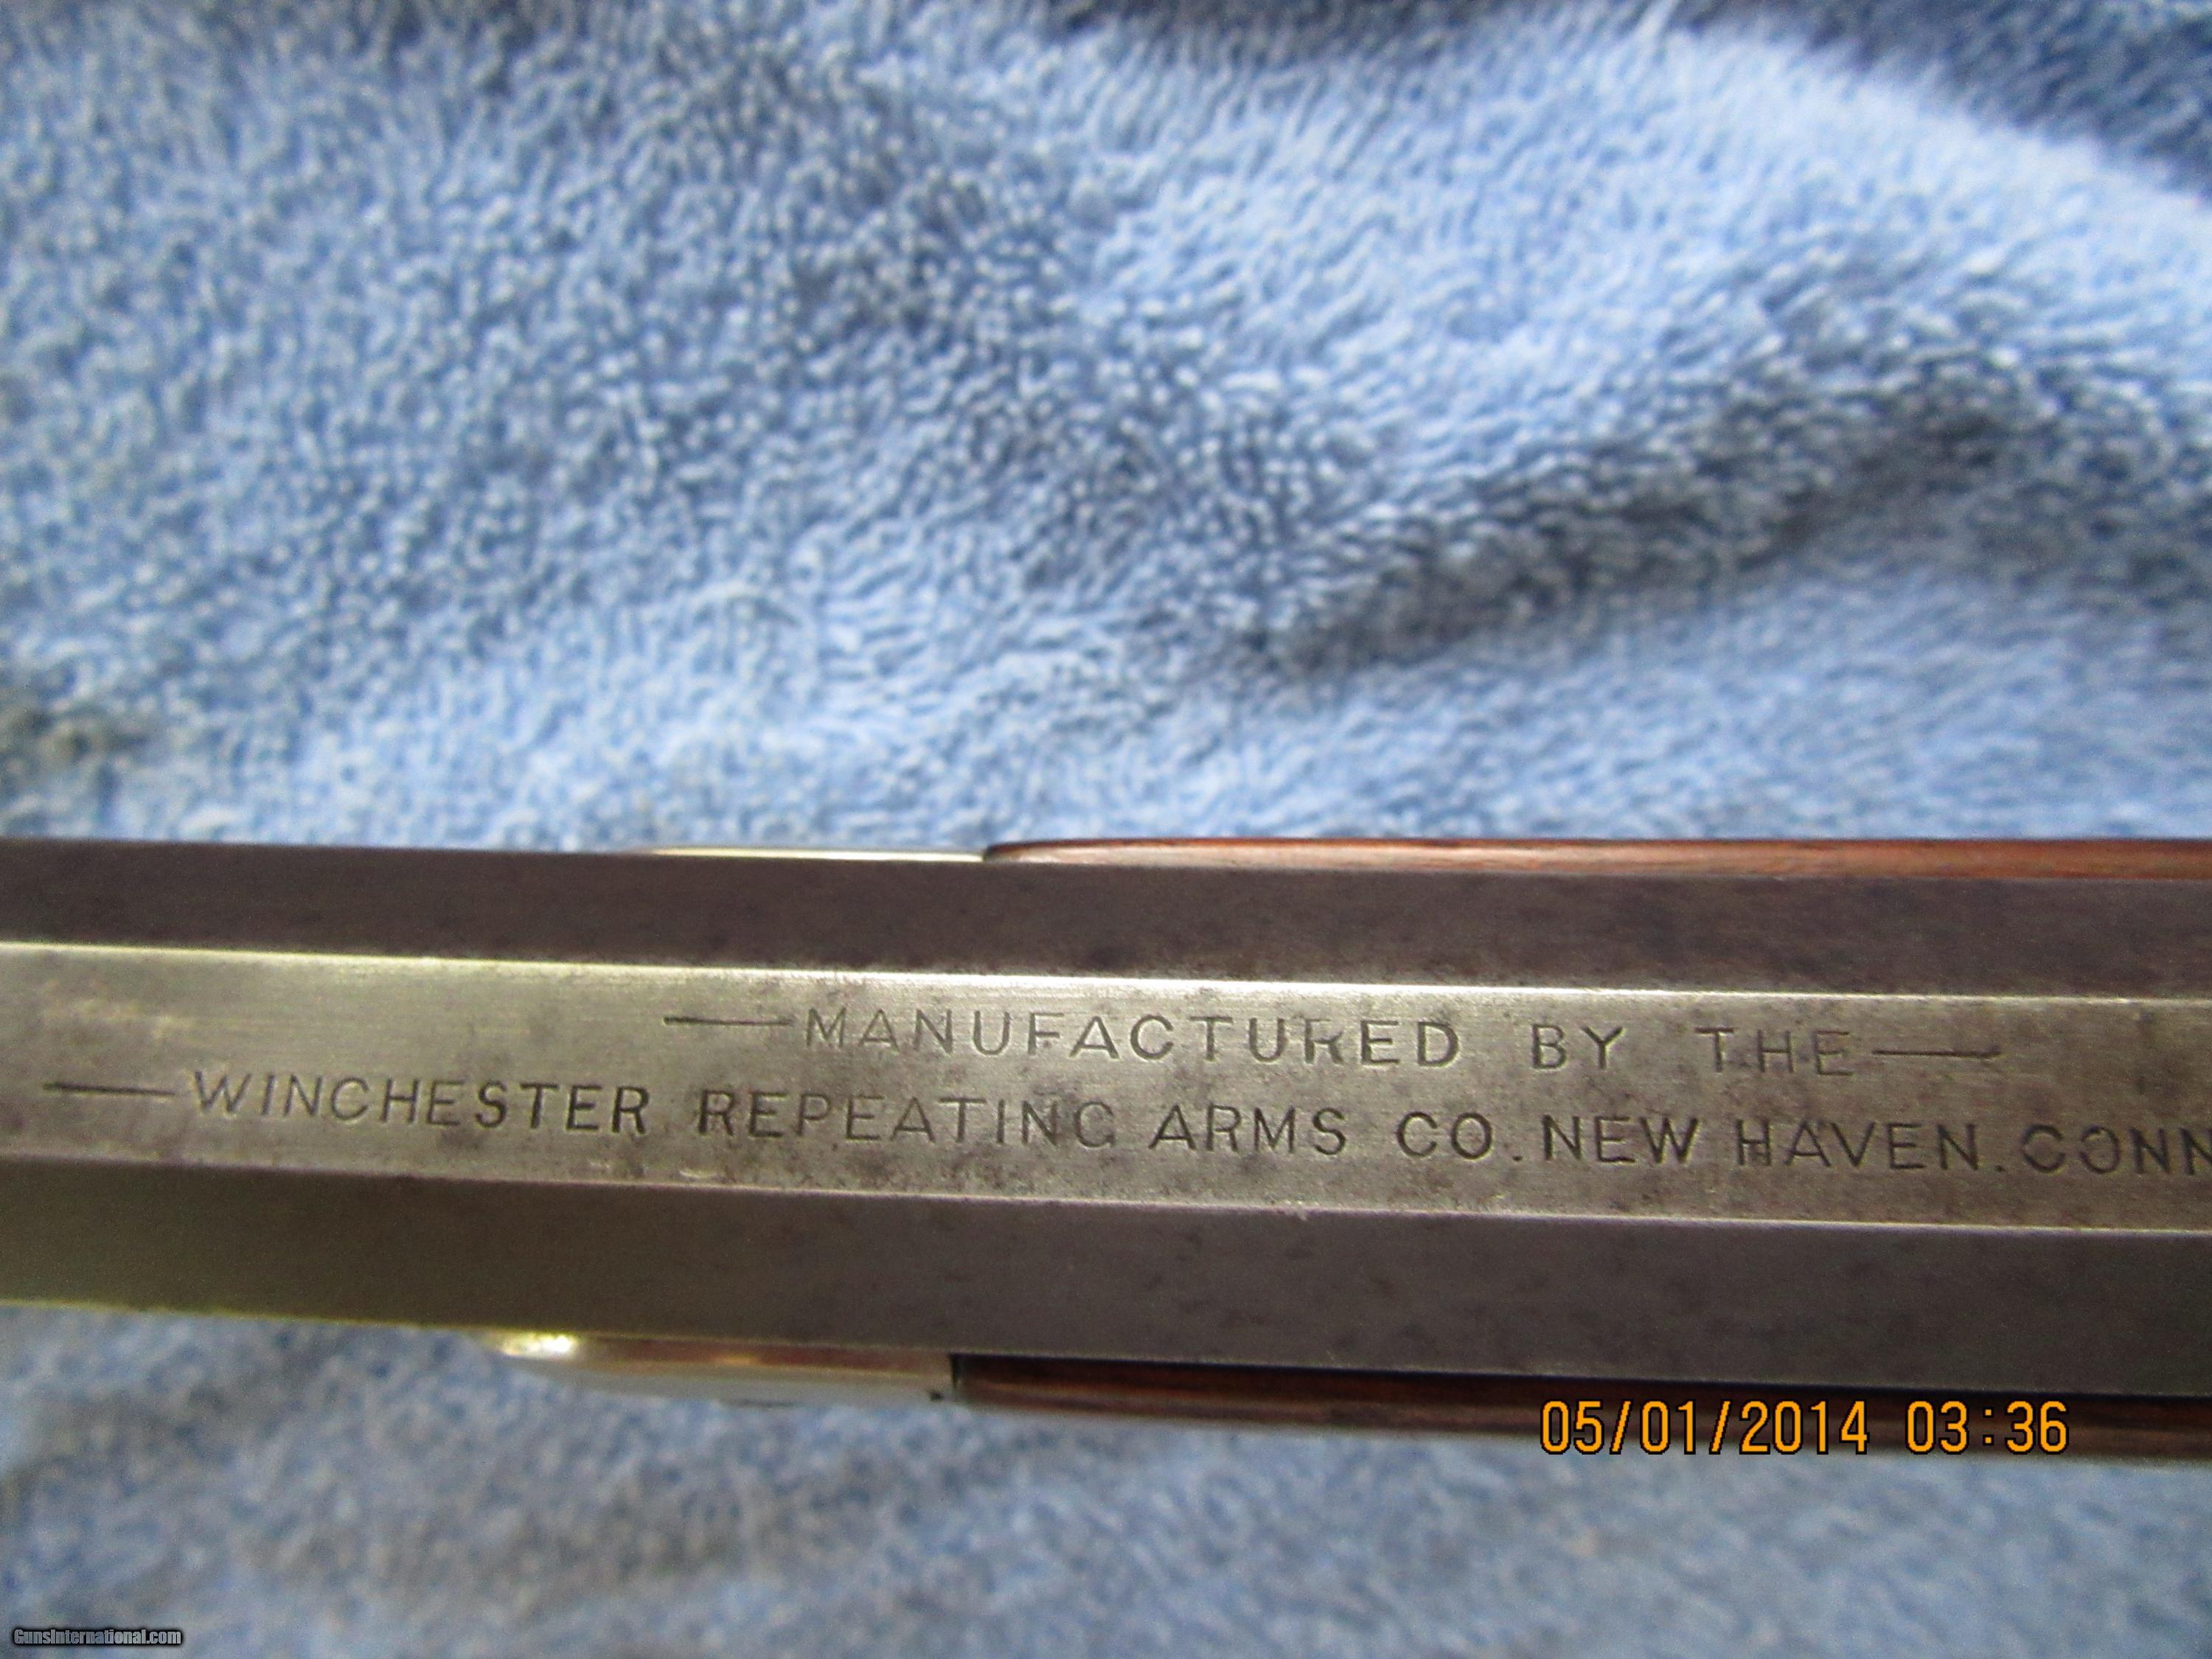 ——MANUFACTURED BY THE——
——WINCHESTER REPEATING ARMS CO. NEW HAVEN. CONN
05/01/2014 03:36
GunsInternational.com